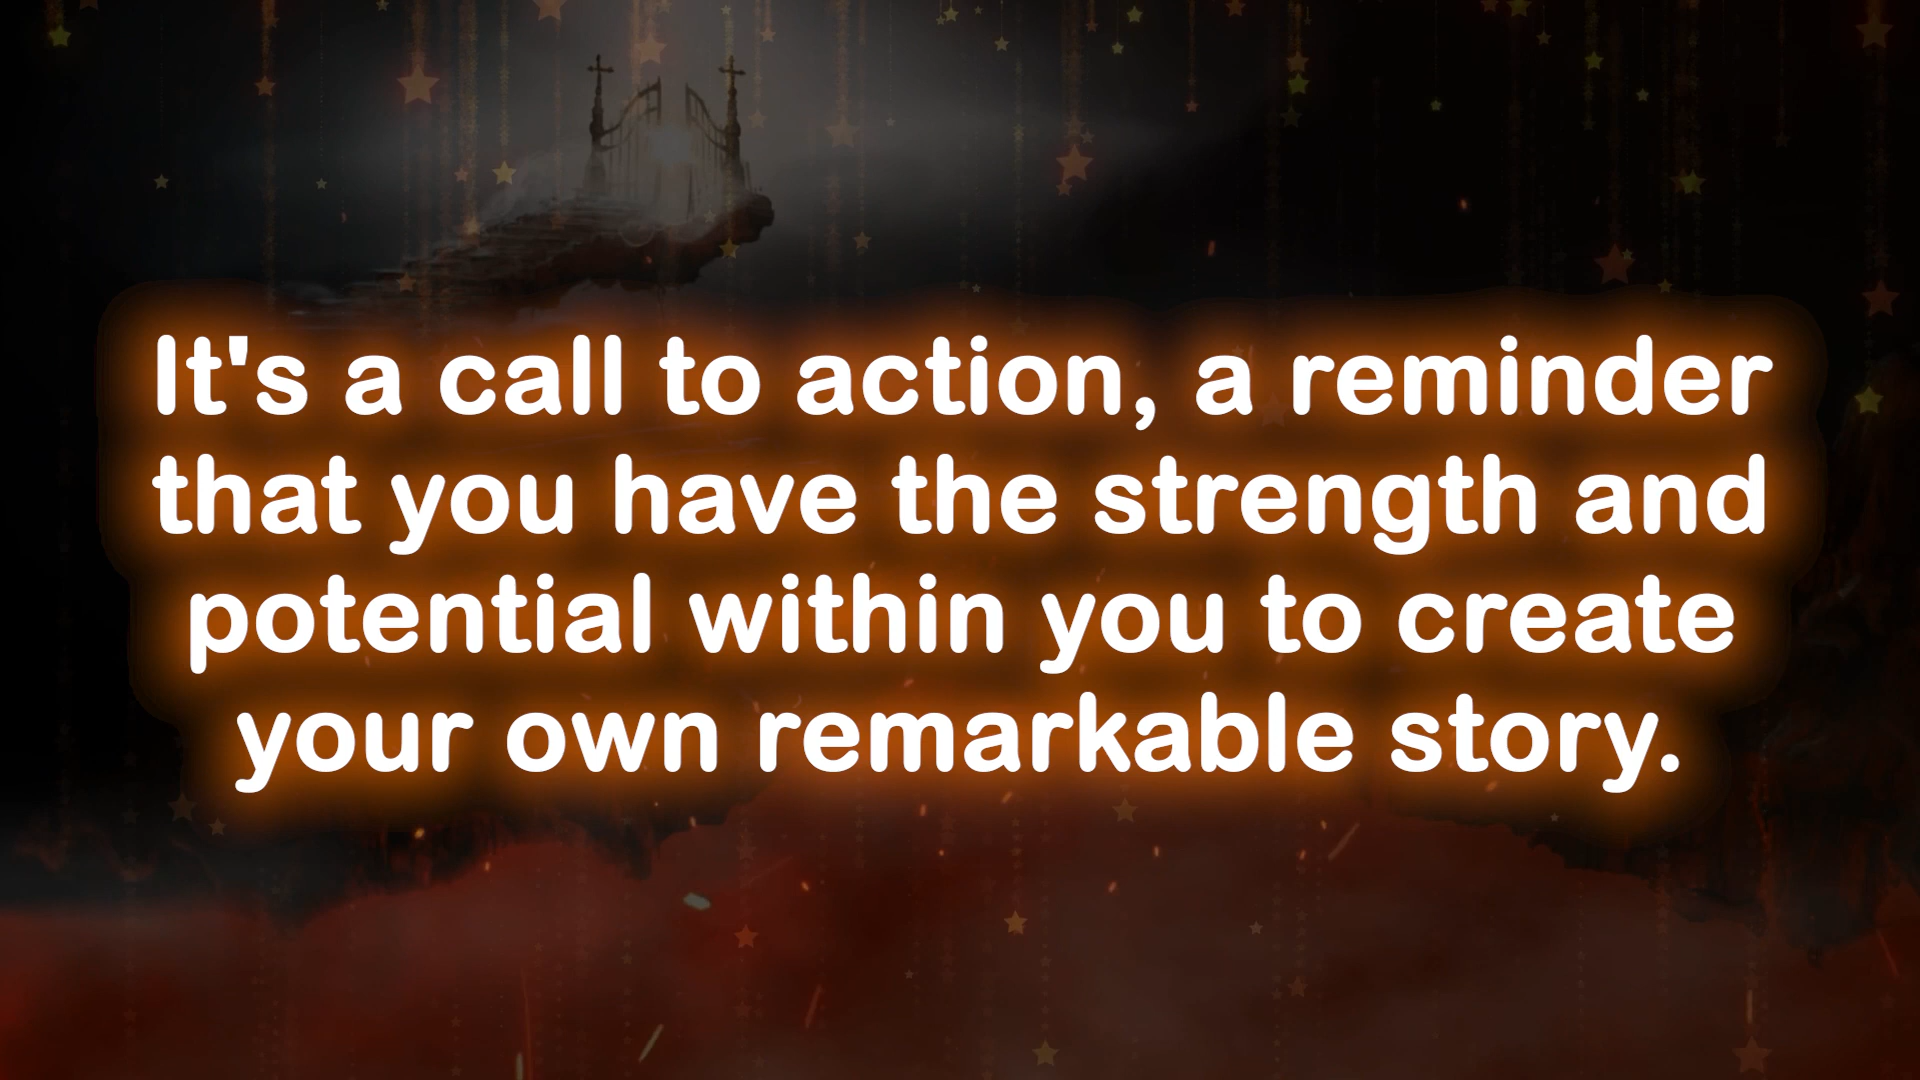 It's a call to action, a reminder
that you have the strength and
potential within you to create
your own remarkable story.